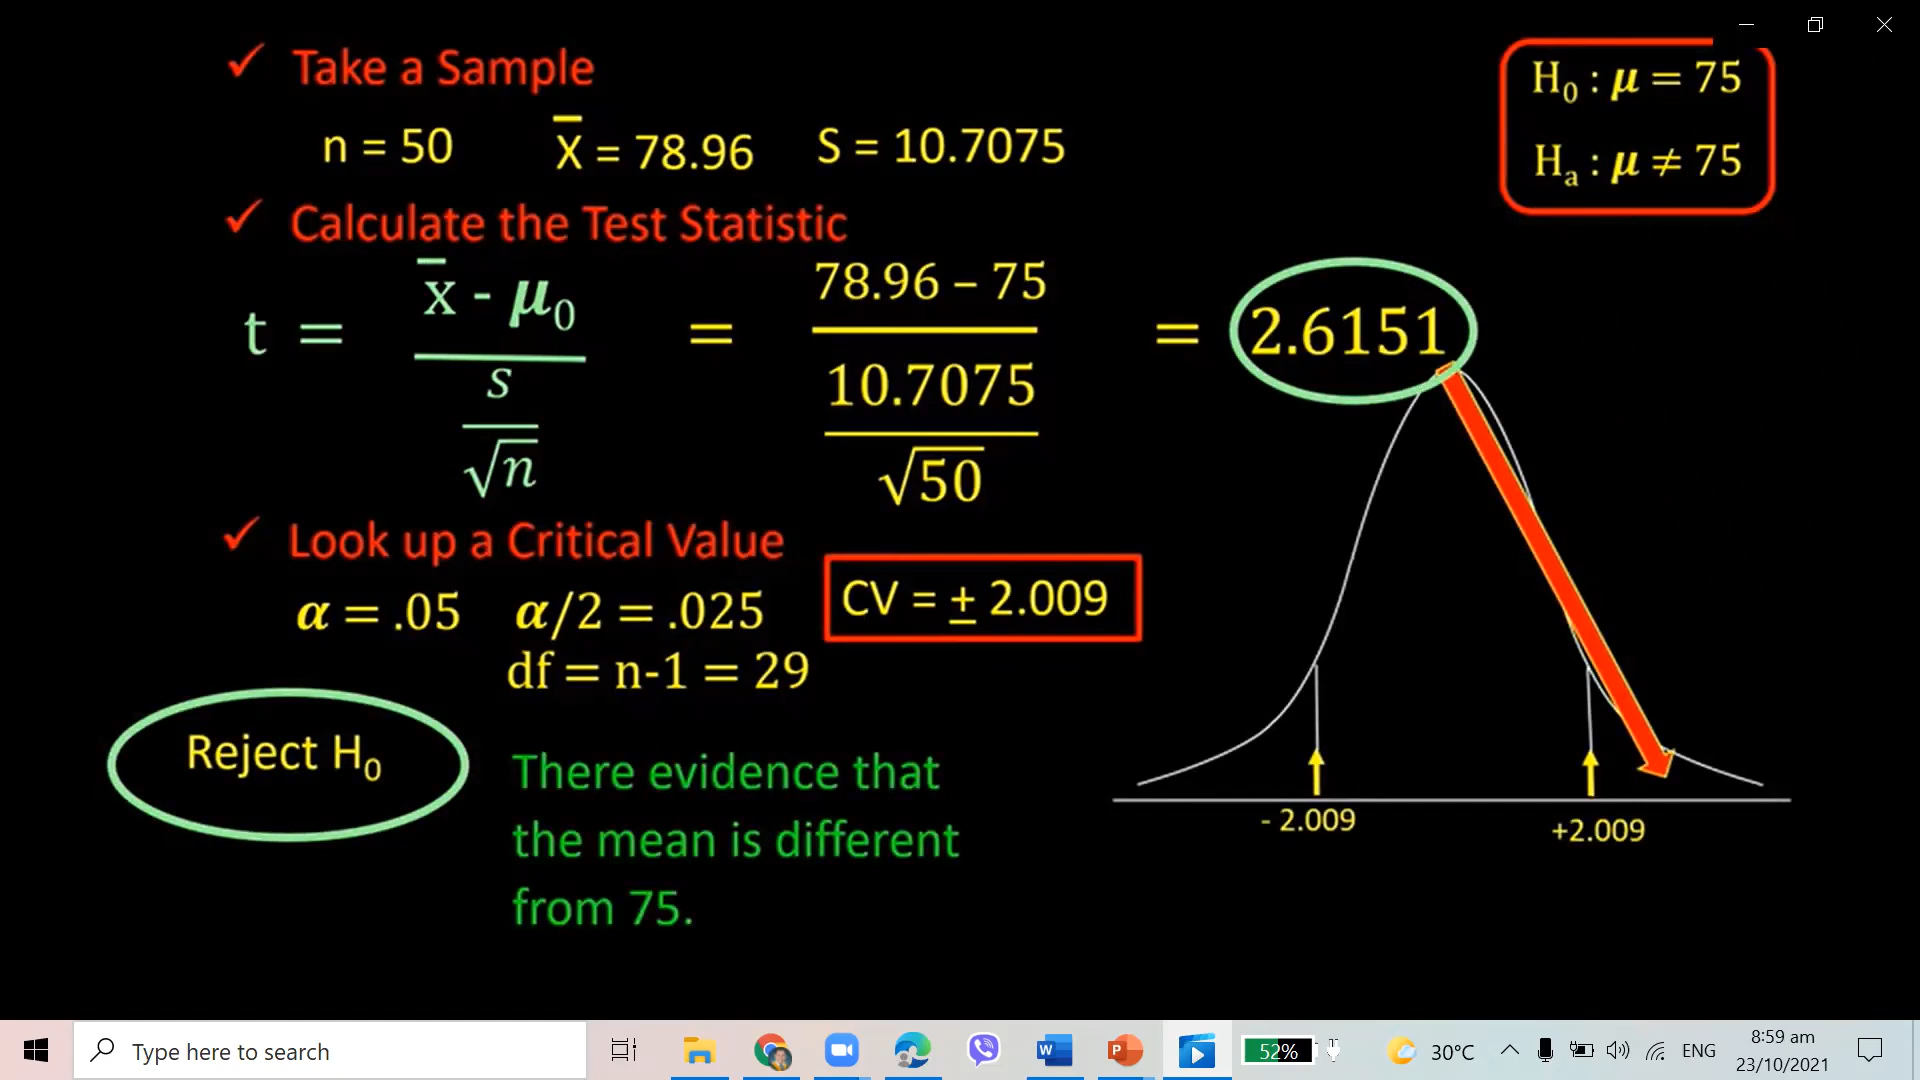 ✓ Take a Sample
n = 50 x̄ = 78.96 S = 10.7075
H₀ : μ = 75
Hₐ : μ ≠ 75
✓ Calculate the Test Statistic
t = (x̄ - μ₀) / (s / √n) = (78.96 – 75) / (10.7075 / √50) = 2.6151
✓ Look up a Critical Value
α = .05 α/2 = .025
CV = ± 2.009
df = n-1 = 29
Reject H₀
There evidence that
the mean is different
from 75.
- 2.009
+2.009
Type here to search
52%
30°C
ENG
8:59 am
23/10/2021